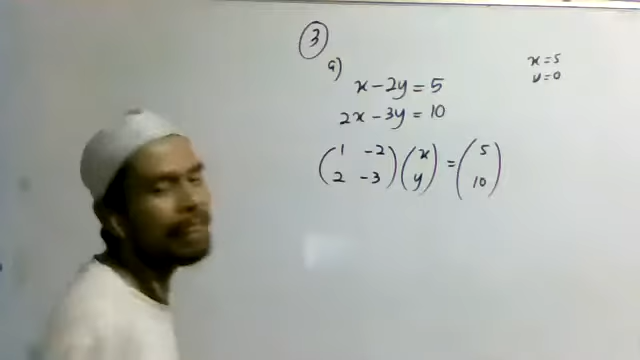 3
a)
x - 2y = 5
2x - 3y = 10
(1 -2
2 -3)(x
y) = (5
10)
x = 5
y = 0